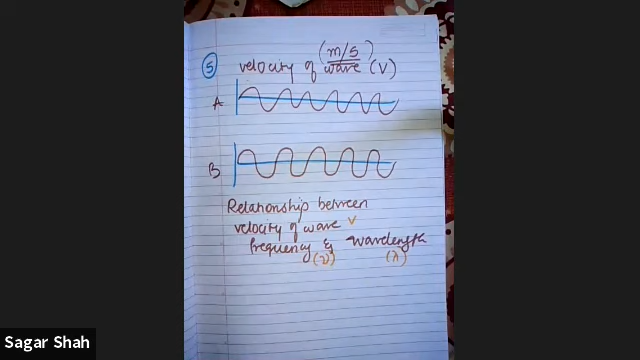 (m/s)
5 velocity of wave (V)
A
B
Relationship between
velocity of wave V
frequency & wavelength
(ν) (λ)
Sagar Shah